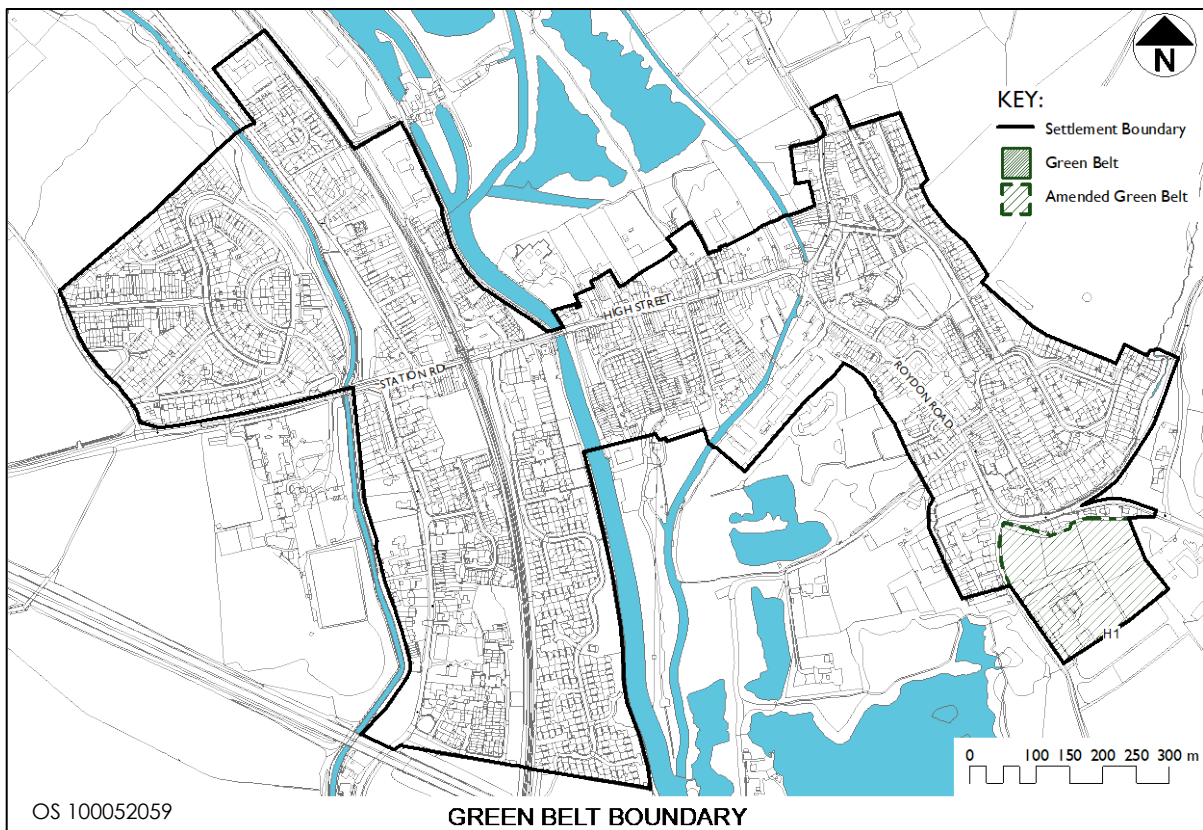 N
KEY:
Settlement Boundary
Green Belt
Amended Green Belt
HIGH STREET
STATION RD
ROYDON ROAD
H1
0 100 150 200 250 300 m
OS 100052059
GREEN BELT BOUNDARY